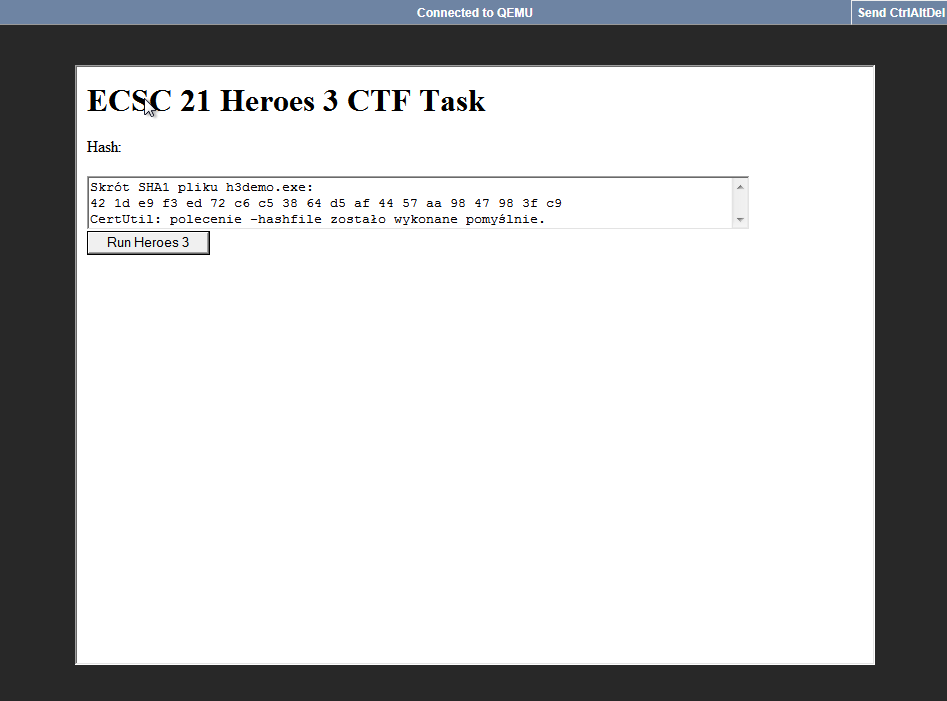 Connected to QEMU
Send CtrlAltDel
ECSC 21 Heroes 3 CTF Task
Hash:
Skrót SHA1 pliku h3demo.exe:
42 1d e9 f3 ed 72 c6 c5 38 64 d5 af 44 57 aa 98 47 98 3f c9
CertUtil: polecenie -hashfile zostało wykonane pomyślnie.
Run Heroes 3